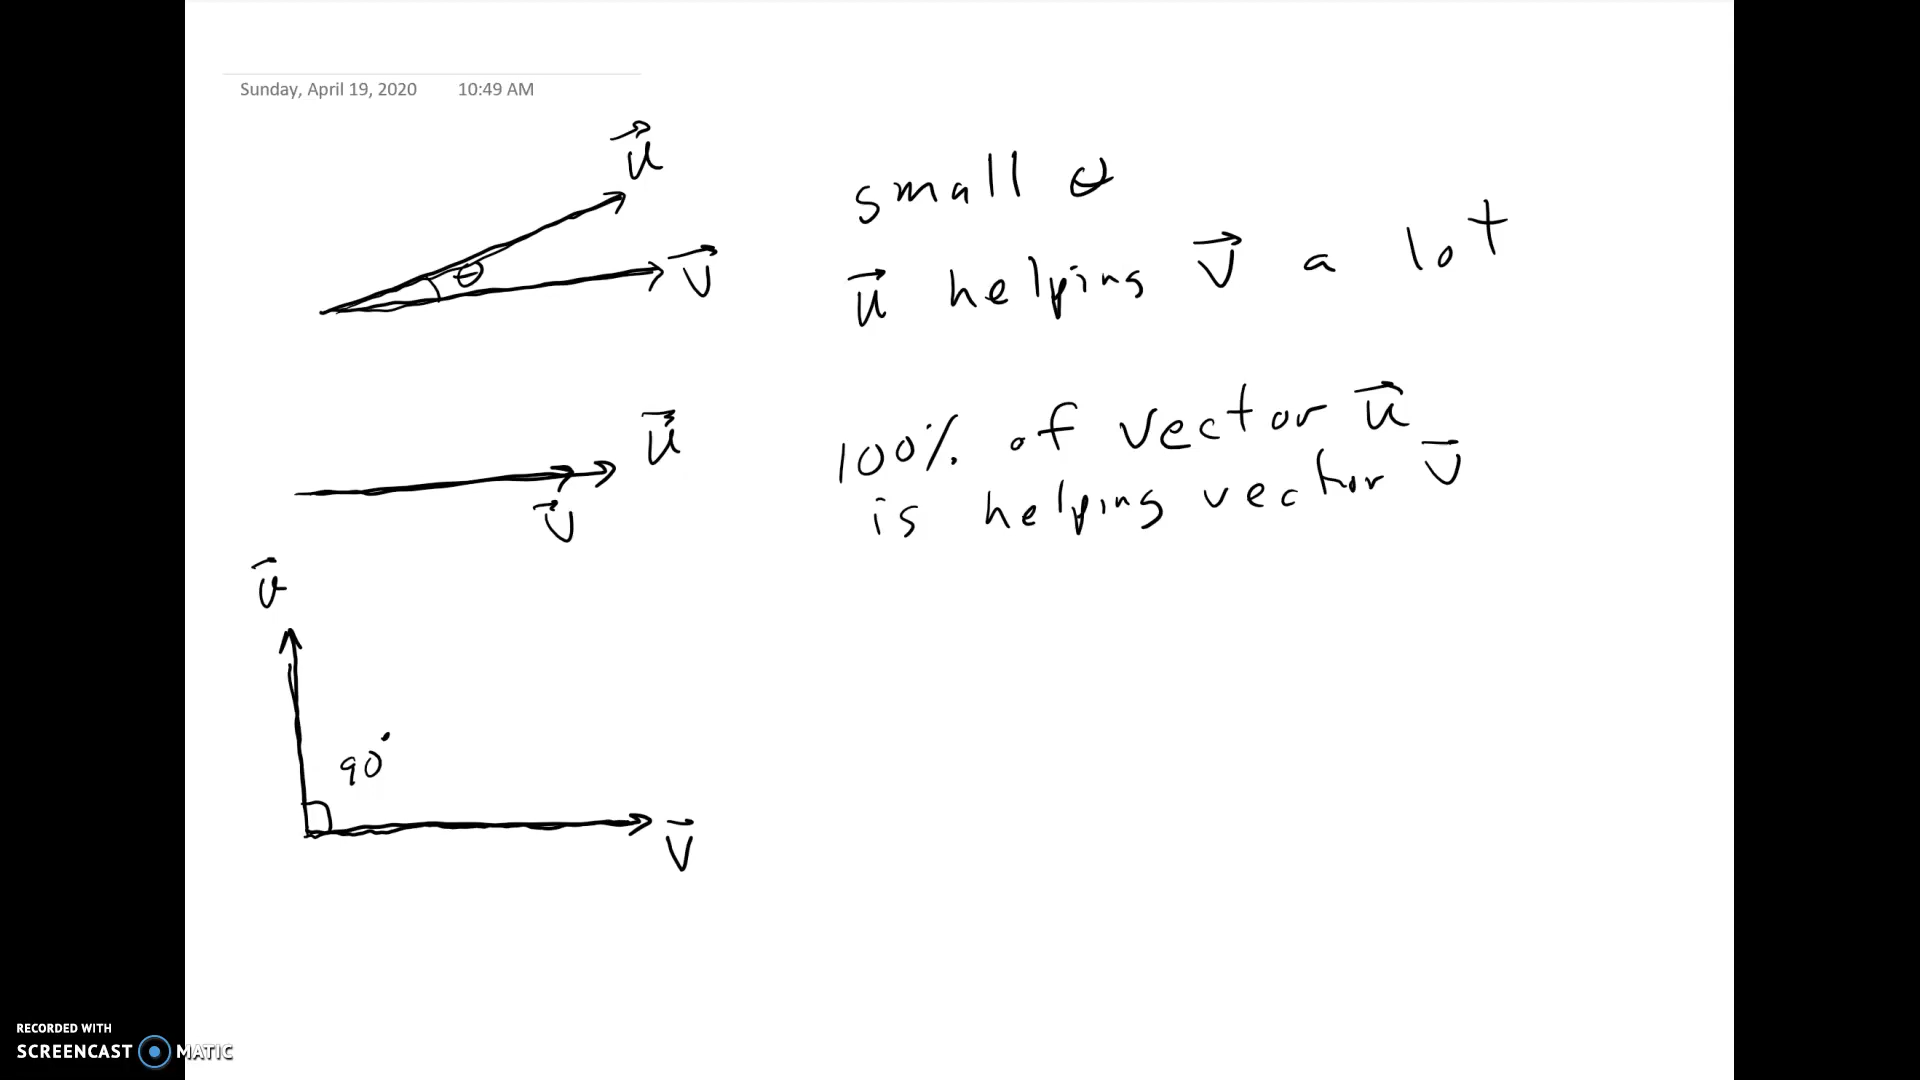 Sunday, April 19, 2020 10:49 AM
u⃗
v⃗
θ
small θ
u⃗ helping v⃗ a lot
u⃗
v⃗
100% of vector u⃗
is helping vector v⃗
90°
v⃗
RECORDED WITH
SCREENCAST MATIC